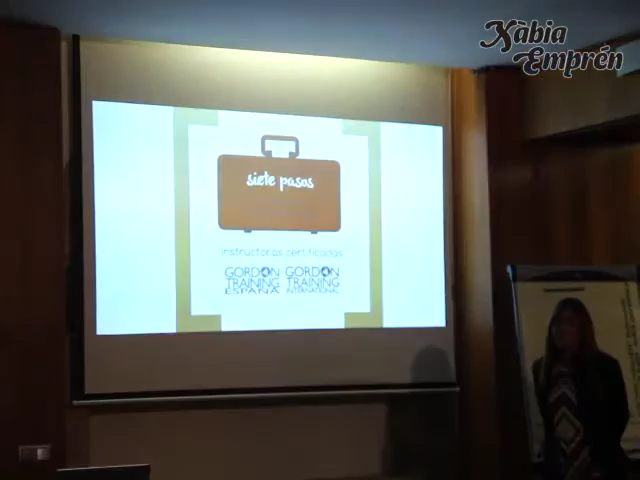 Xàbia
Emprén
siete pasos
instructoras certificadas
GORDON
TRAINING
ESPAÑA
GORDON
TRAINING
INTERNATIONAL